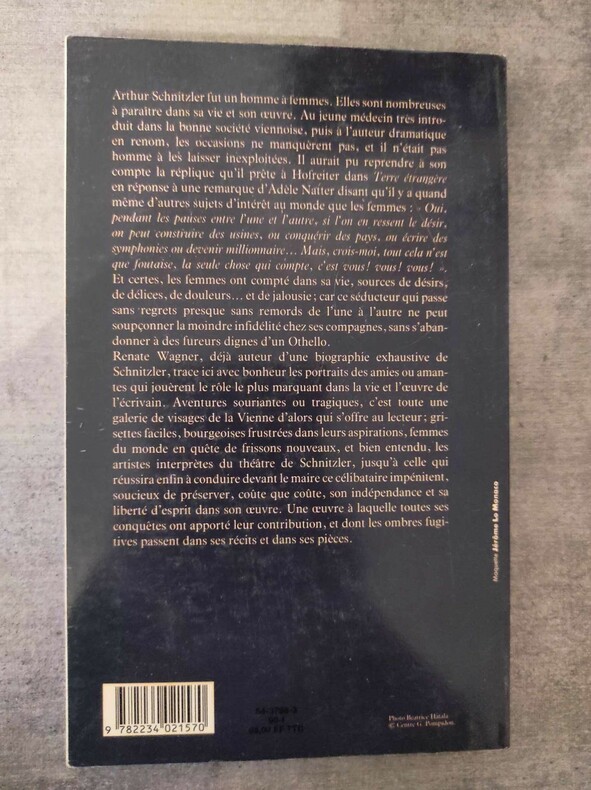 Arthur Schnitzler fut un homme à femmes. Elles sont nombreuses
à paraître dans sa vie et son œuvre. Au jeune médecin très intro-
duit dans la bonne société viennoise, puis à l'auteur dramatique
en renom, les occasions ne manquèrent pas, et il n'était pas
homme à les laisser inexploitées. Il aurait pu reprendre à son
compte la réplique qu'il prête à Hofreiter dans Terre étrangère
en réponse à une remarque d'Adèle Natter disant qu'il y a quand
même d'autres sujets d'intérêt au monde que les femmes : « Oui,
pendant les pauses entre l'une et l'autre, si l'on en ressent le désir,
on peut construire des usines, ou conquérir des pays, ou écrire des
symphonies ou devenir millionnaire... Mais, crois-moi, tout cela n'est
que foutaise, la seule chose qui compte, c'est vous! vous! vous! ».
Et certes, les femmes ont compté dans sa vie, sources de désirs,
de délices, de douleurs... et de jalousie ; car ce séducteur qui passe
sans regrets presque sans remords de l'une à l'autre ne peut
soupçonner la moindre infidélité chez ses compagnes, sans s'aban-
donner à des fureurs dignes d'un Othello.
Renate Wagner, déjà auteur d'une biographie exhaustive de
Schnitzler, trace ici avec bonheur les portraits des amies ou aman-
tes qui jouèrent le rôle le plus marquant dans la vie et l'œuvre de
l'écrivain. Aventures souriantes ou tragiques, c'est toute une
galerie de visages de la Vienne d'alors qui s'offre au lecteur ; gri-
settes faciles, bourgeoises frustrées dans leurs aspirations, femmes
du monde en quête de frissons nouveaux, et bien entendu, les
artistes interprètes du théâtre de Schnitzler, jusqu'à celle qui
réussira enfin à conduire devant le maire ce célibataire impénitent,
soucieux de préserver, coûte que coûte, son indépendance et sa
liberté d'esprit dans son œuvre. Une œuvre à laquelle toutes ses
conquêtes ont apporté leur contribution, et dont les ombres fugi-
tives passent dans ses récits et dans ses pièces.
Maquette Jérôme Lo Monaco
9 782234 021570
Photo Béatrice Hatala
© Centre G. Pompidou